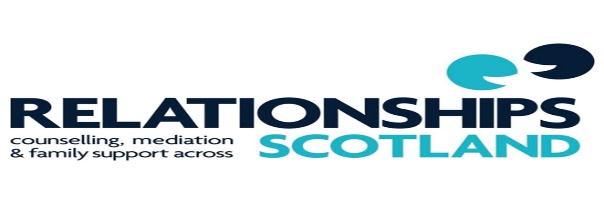 RELATIONSHIPS
counselling, mediation
& family support across
SCOTLAND